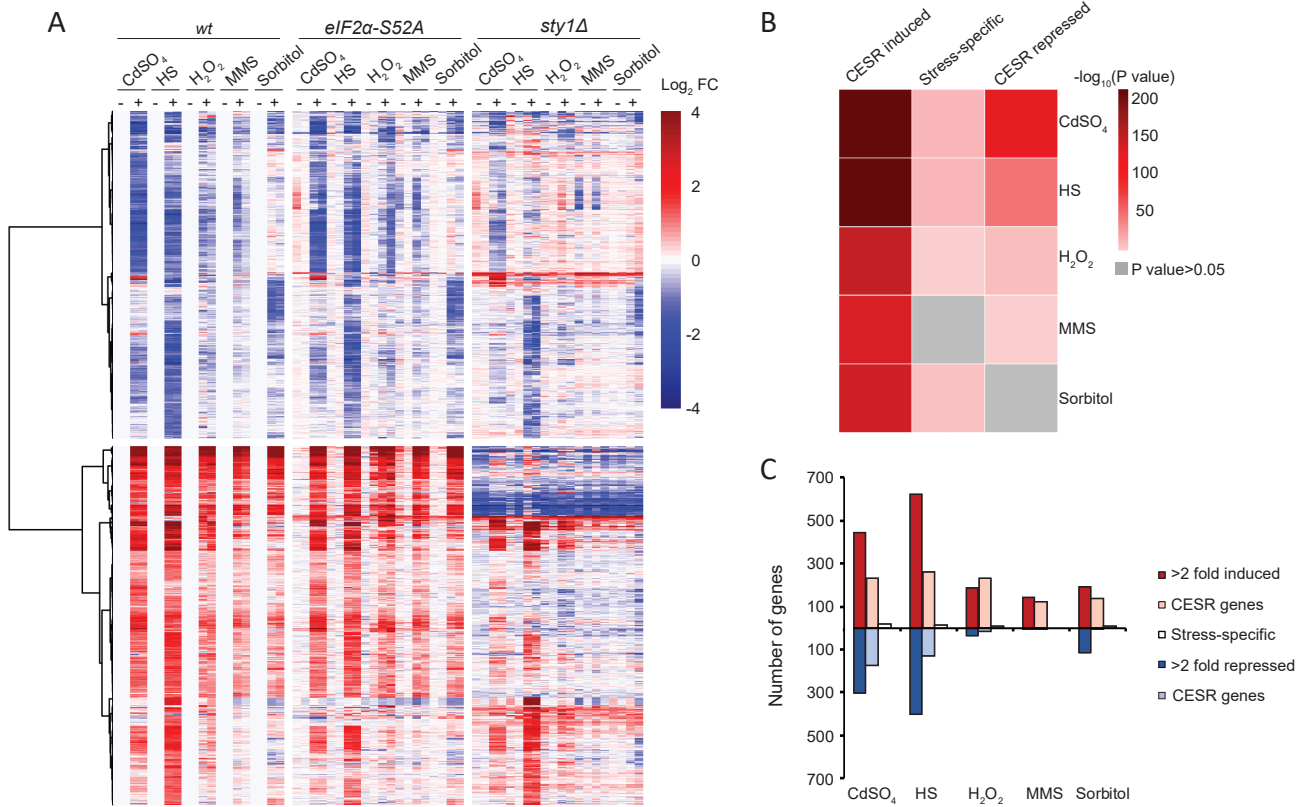 A
wt
eIF2α-S52A
sty1Δ
CdSO₄ HS H₂O₂ MMS Sorbitol
CdSO₄ HS H₂O₂ MMS Sorbitol
CdSO₄ HS H₂O₂ MMS Sorbitol
- + - + - + - + - +
- + - + - + - + - +
- + - + - + - + - +
Log₂ FC
4
2
0
-2
-4
B
CESR induced
Stress-specific
CESR repressed
-log₁₀(P value)
200
150
100
50
P value>0.05
CdSO₄
HS
H₂O₂
MMS
Sorbitol
C
Number of genes
700
500
300
100
100
300
500
700
CdSO₄ HS H₂O₂ MMS Sorbitol
>2 fold induced
CESR genes
Stress-specific
>2 fold repressed
CESR genes